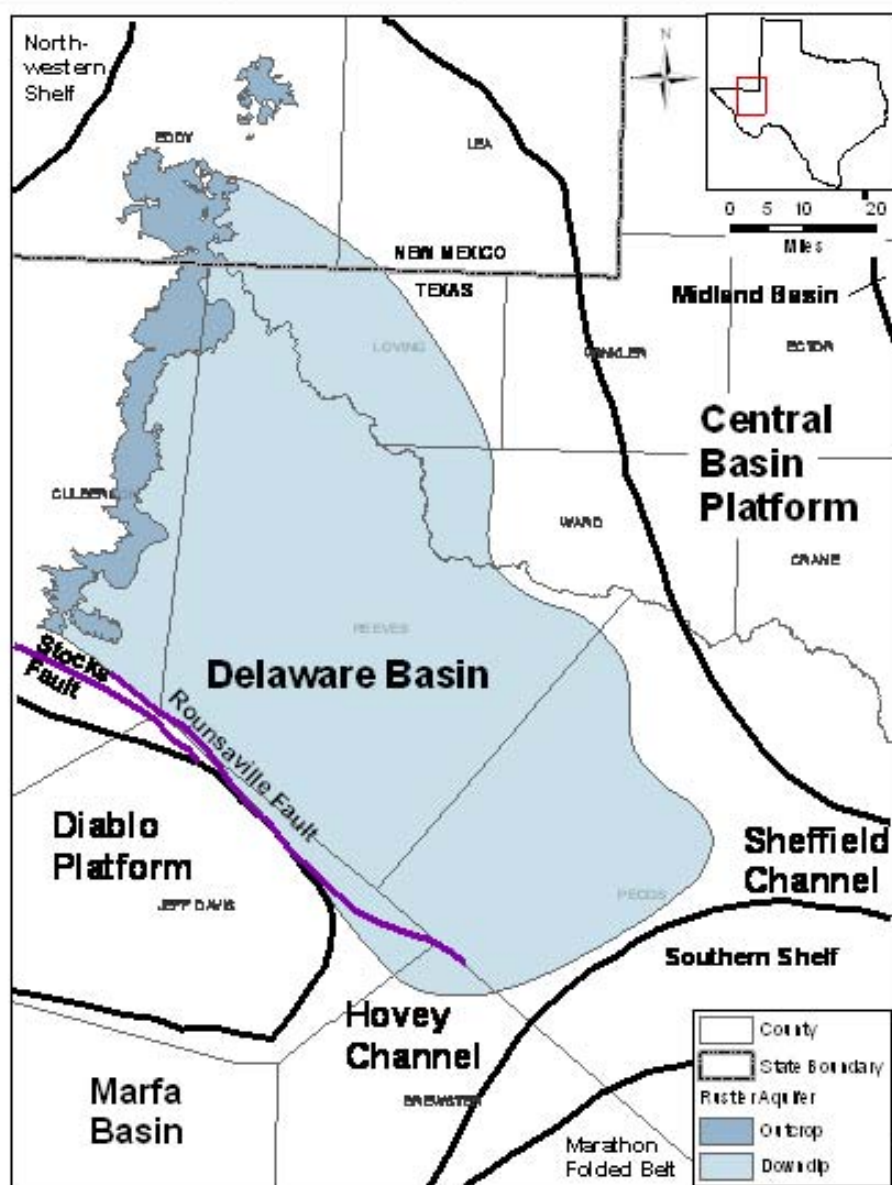 North-
western
Shelf
N
EDDY
LEA
0 5 10 20
Miles
NEW MEXICO
TEXAS
Midland Basin
LOVING
ECTOR
Central
Basin
Platform
WARD
CRANE
REEVES
Delaware Basin
Stocks
Fault
Rounsaville Fault
Diablo
Platform
JEFF DAVIS
Sheffield
Channel
PECOS
Southern Shelf
Hovey
Channel
Marfa
Basin
BREWSTER
Marathon
Folded Belt
County
State Boundary
Rustler Aquifer
Outcrop
Downdip